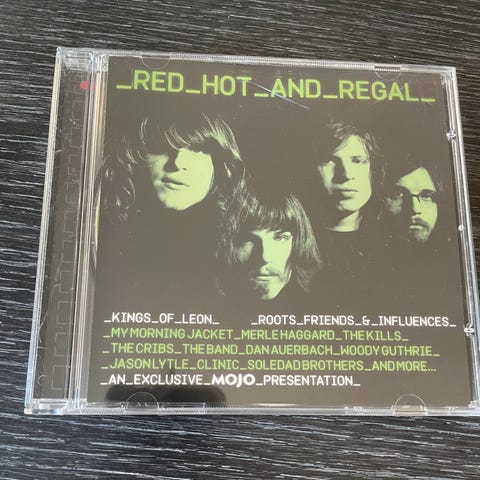 _RED_HOT_AND_REGAL_
_KINGS_OF_LEON_ _ROOTS_FRIENDS_&_INFLUENCES_
_MY MORNING JACKET_MERLE HAGGARD_THE KILLS_
_THE CRIBS_THE BAND_DAN AUERBACH_WOODY GUTHRIE_
_JASON LYTLE_CLINIC_SOLEDAD BROTHERS_AND MORE...
_AN_EXCLUSIVE_MOJO_PRESENTATION_